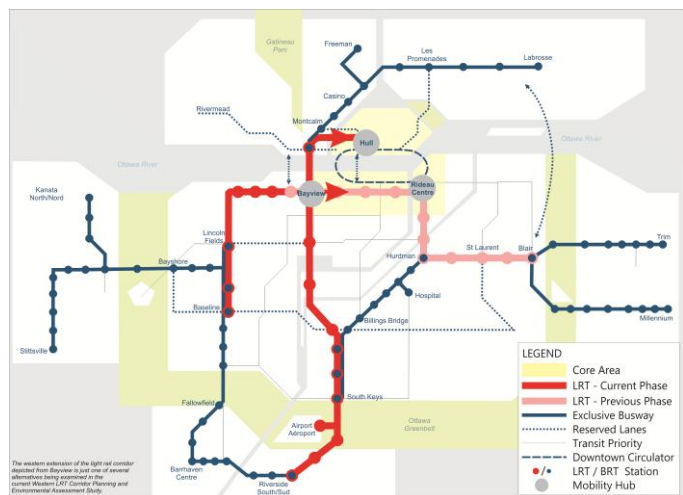 Gatineau
Parc
Freeman
Les
Promenades
Labrosse
Casino
Rivermead
Montcalm
Hull
Ottawa River
Ottawa River
Kanata
North/Nord
Bayview
Rideau
Centre
Lincoln
Fields
Bayshore
Hurdman
St Laurent
Blair
Trim
Baseline
Hospital
Billings Bridge
Millennium
Stittsville
Fallowfield
South Keys
Airport
Aéroport
Ottawa
Greenbelt
Barrhaven
Centre
Riverside
South/Sud
LEGEND
Core Area
LRT - Current Phase
LRT - Previous Phase
Exclusive Busway
Reserved Lanes
Transit Priority
Downtown Circulator
LRT / BRT Station
Mobility Hub
The western extension of the light rail corridor
depicted from Bayview is just one of several
alternatives being examined in the
current Western LRT Corridor Planning and
Environmental Assessment Study.